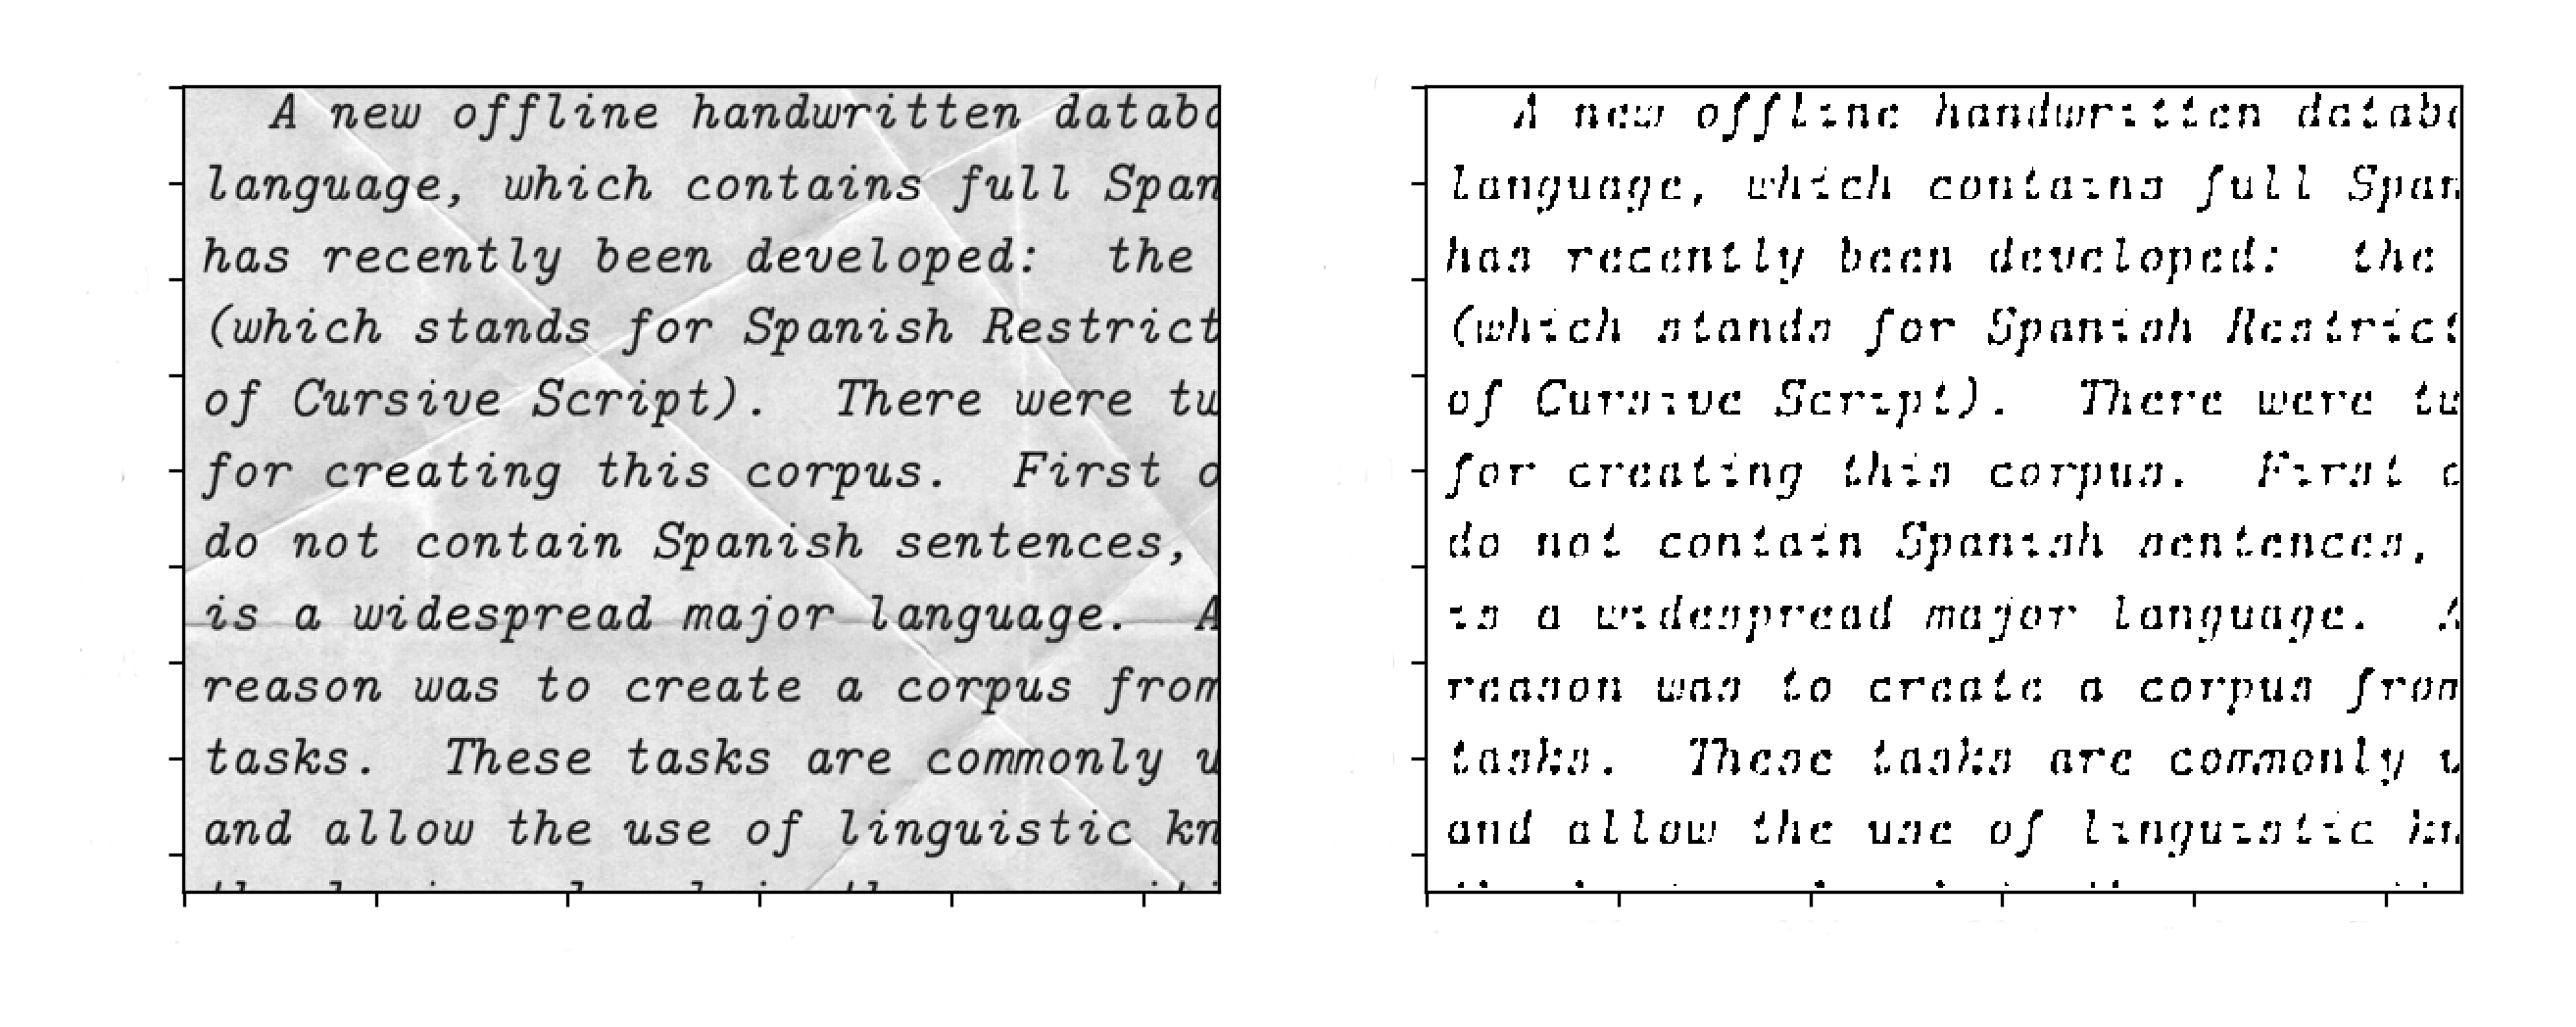 A new offline handwritten datab
language, which contains full Span
has recently been developed: the
(which stands for Spanish Restrict
of Cursive Script). There were tw
for creating this corpus. First o
do not contain Spanish sentences,
is a widespread major language. A
reason was to create a corpus from
tasks. These tasks are commonly u
and allow the use of linguistic kn
A new offline handwritten datab
language, which contains full Span
has recently been developed: the
(which stands for Spanish Restrict
of Cursive Script). There were tu
for creating this corpus. First c
do not contain Spanish sentences,
is a widespread major language. A
reason was to create a corpus from
tasks. These tasks are commonly u
and allow the use of linguistic kn